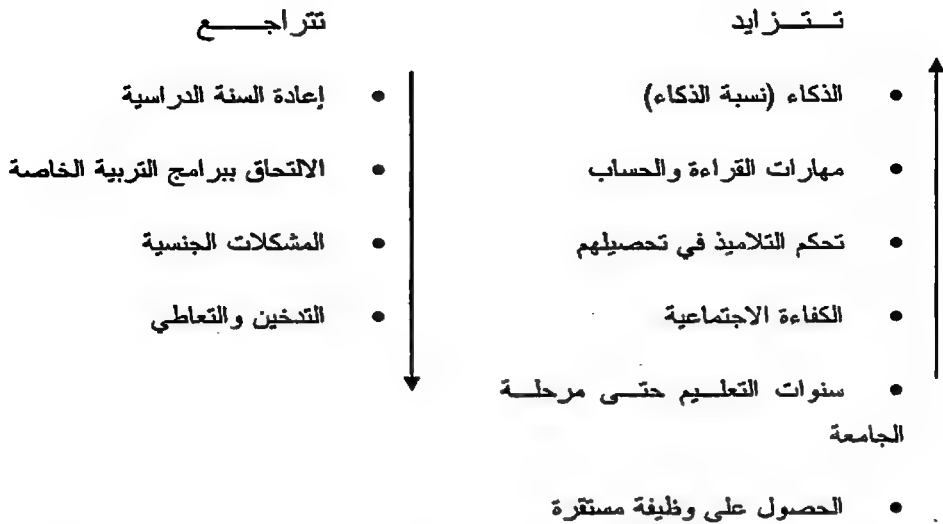 تتزايد
• الذكاء (نسبة الذكاء)
• مهارات القراءة والحساب
• تحكم التلاميذ في تحصيلهم
• الكفاءة الاجتماعية
• سنوات التعليم حتى مرحلة
الجامعة
• الحصول على وظيفة مستقرة
تتراجع
• إعادة السنة الدراسية
• الالتحاق ببرامج التربية الخاصة
• المشكلات الجنسية
• التدخين والتعاطي